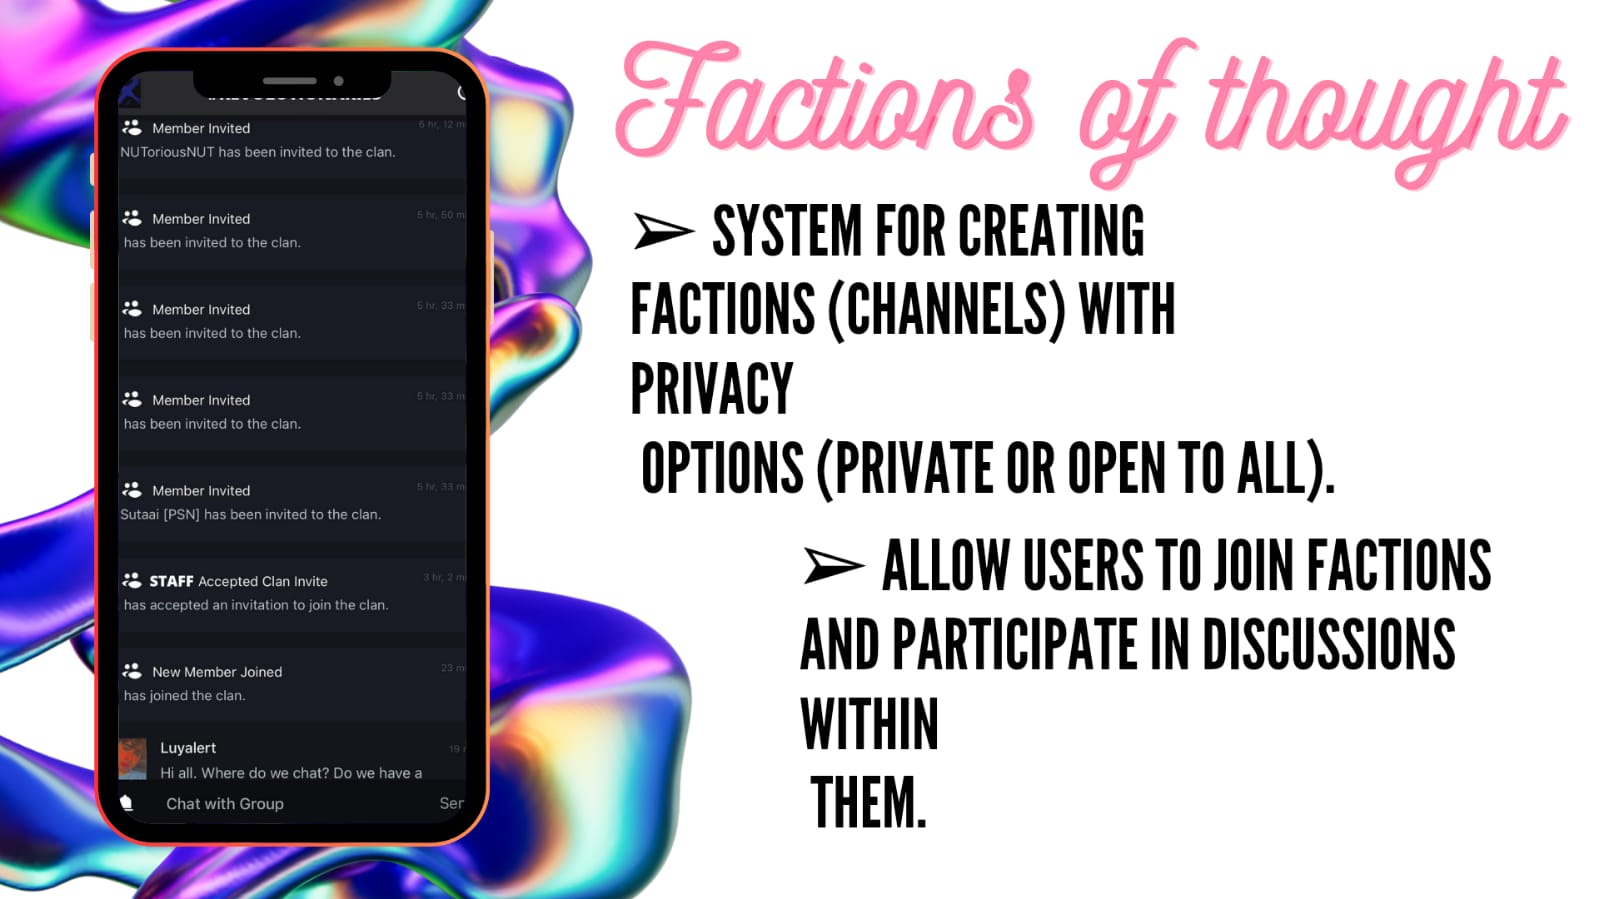 Factions of thought
➢ SYSTEM FOR CREATING
FACTIONS (CHANNELS) WITH
PRIVACY
OPTIONS (PRIVATE OR OPEN TO ALL).
➢ ALLOW USERS TO JOIN FACTIONS
AND PARTICIPATE IN DISCUSSIONS
WITHIN
THEM.
Member Invited 6 hr, 12 m
NUToriousNUT has been invited to the clan.
Member Invited 5 hr, 50 m
has been invited to the clan.
Member Invited 5 hr, 33 m
has been invited to the clan.
Member Invited 5 hr, 33 m
has been invited to the clan.
Member Invited 5 hr, 33 m
Sutaai [PSN] has been invited to the clan.
STAFF Accepted Clan Invite 3 hr, 2 m
has accepted an invitation to join the clan.
New Member Joined 23 m
has joined the clan.
Luyalert 19
Hi all. Where do we chat? Do we have a
Chat with Group Sen